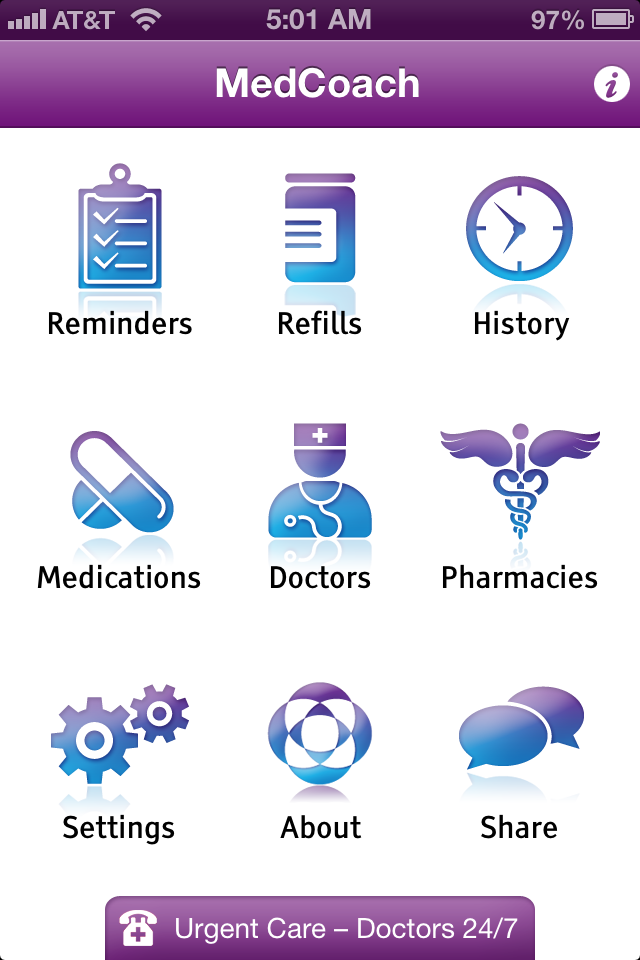 AT&T 5:01 AM 97%
MedCoach
Reminders Refills History
Medications Doctors Pharmacies
Settings About Share
Urgent Care – Doctors 24/7